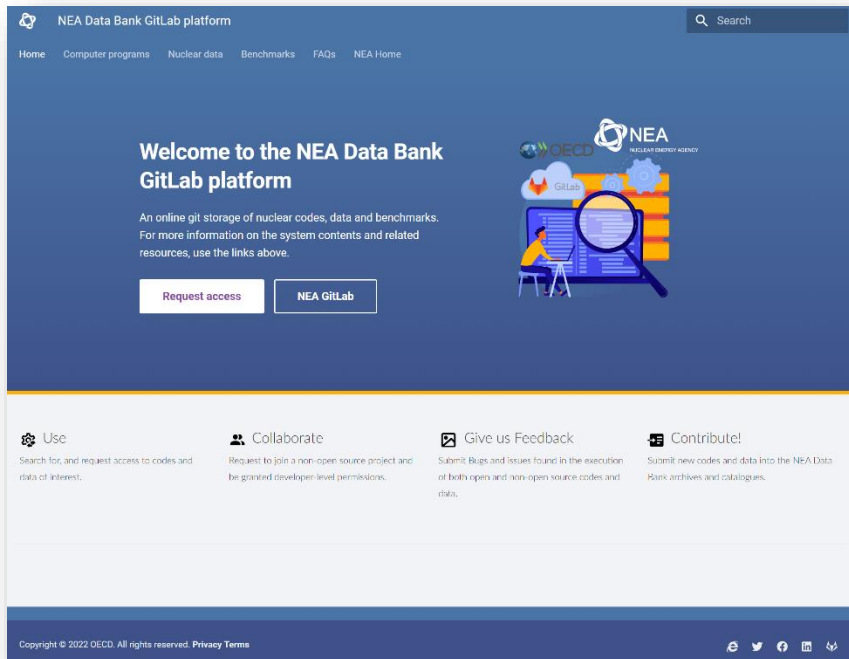 NEA Data Bank GitLab platform
Search
Home Computer programs Nuclear data Benchmarks FAQs NEA Home
Welcome to the NEA Data Bank
GitLab platform
An online git storage of nuclear codes, data and benchmarks.
For more information on the system contents and related
resources, use the links above.
Request access NEA GitLab
OECD
NEA
NUCLEAR ENERGY AGENCY
GitLab
Use
Search for, and request access to codes and
data of interest.
Collaborate
Request to join a non-open source project and
be granted developer-level permissions.
Give us Feedback
Submit Bugs and issues found in the execution
of both open and non-open source codes and
data.
Contribute!
Submit new codes and data into the NEA Data
Bank archives and catalogues.
Copyright © 2022 OECD. All rights reserved. Privacy Terms